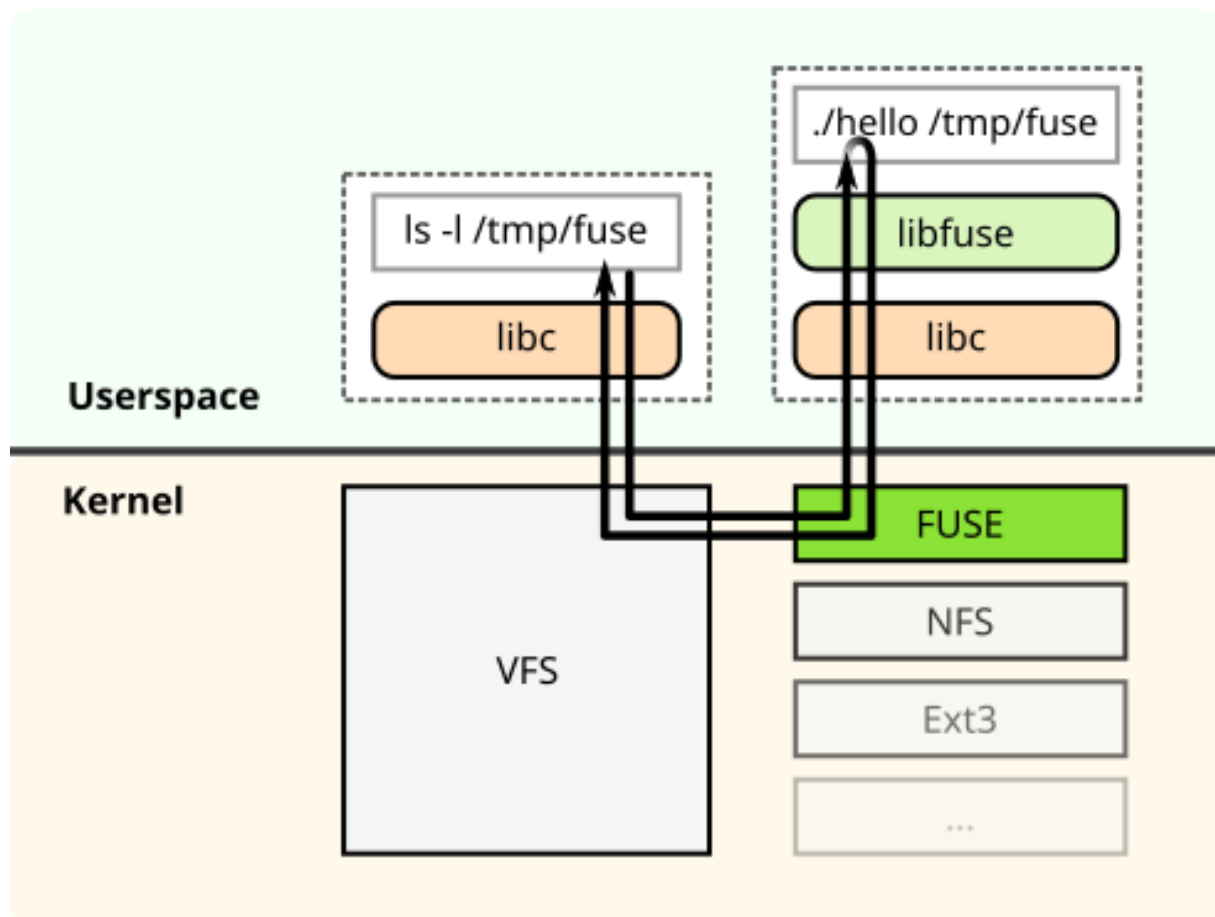 ./hello /tmp/fuse
ls -l /tmp/fuse
libfuse
libc
libc
Userspace
Kernel
FUSE
NFS
VFS
Ext3
...